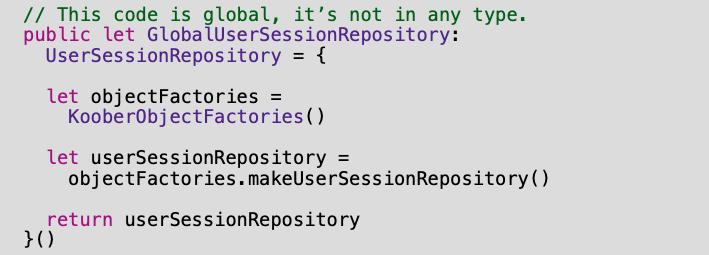 // This code is global, it’s not in any type.
public let GlobalUserSessionRepository:
UserSessionRepository = {
let objectFactories =
KooberObjectFactories()
let userSessionRepository =
objectFactories.makeUserSessionRepository()
return userSessionRepository
}()